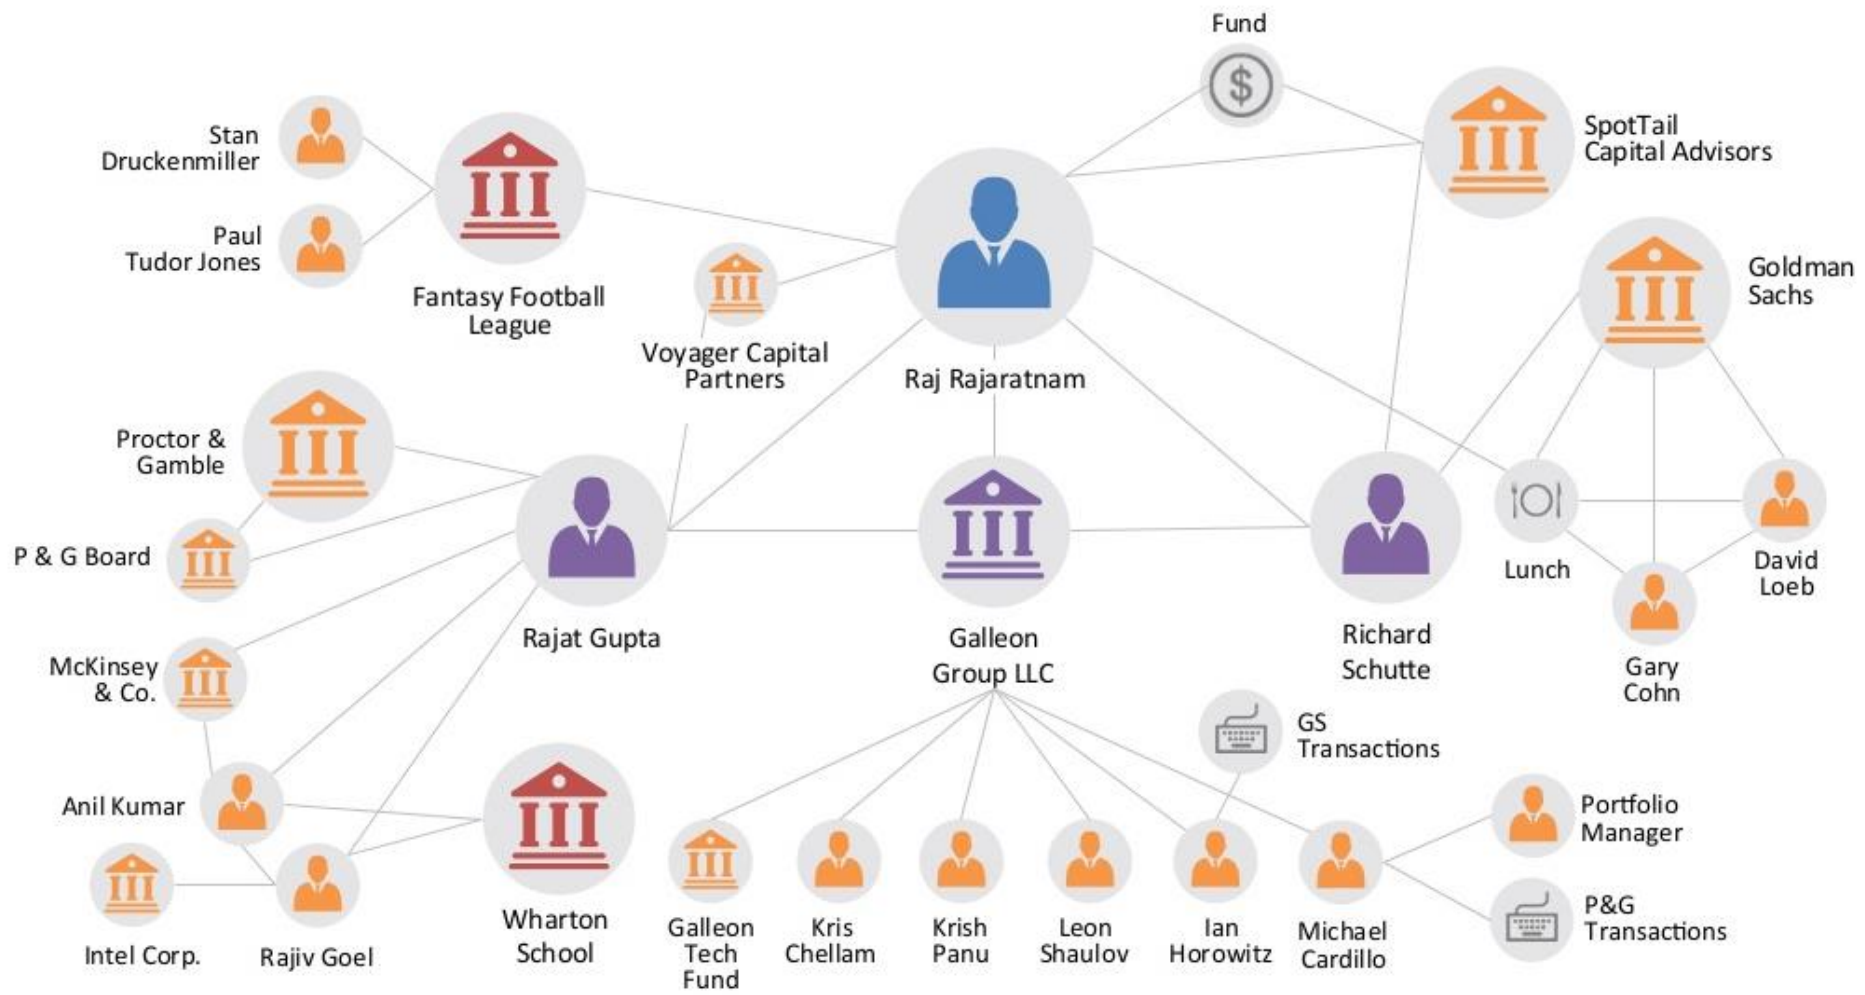 Fund
Stan
Druckenmiller
SpotTail
Capital Advisors
Paul
Tudor Jones
Fantasy Football
League
Goldman
Sachs
Voyager Capital
Partners
Raj Rajaratnam
Proctor &
Gamble
P & G Board
Rajat Gupta
Galleon
Group LLC
Richard
Schutte
Lunch
David
Loeb
Gary
Cohn
McKinsey
& Co.
GS
Transactions
Anil Kumar
Portfolio
Manager
Intel Corp.
Rajiv Goel
Wharton
School
Galleon
Tech
Fund
Kris
Chellam
Krish
Panu
Leon
Shaulov
Ian
Horowitz
Michael
Cardillo
P&G
Transactions